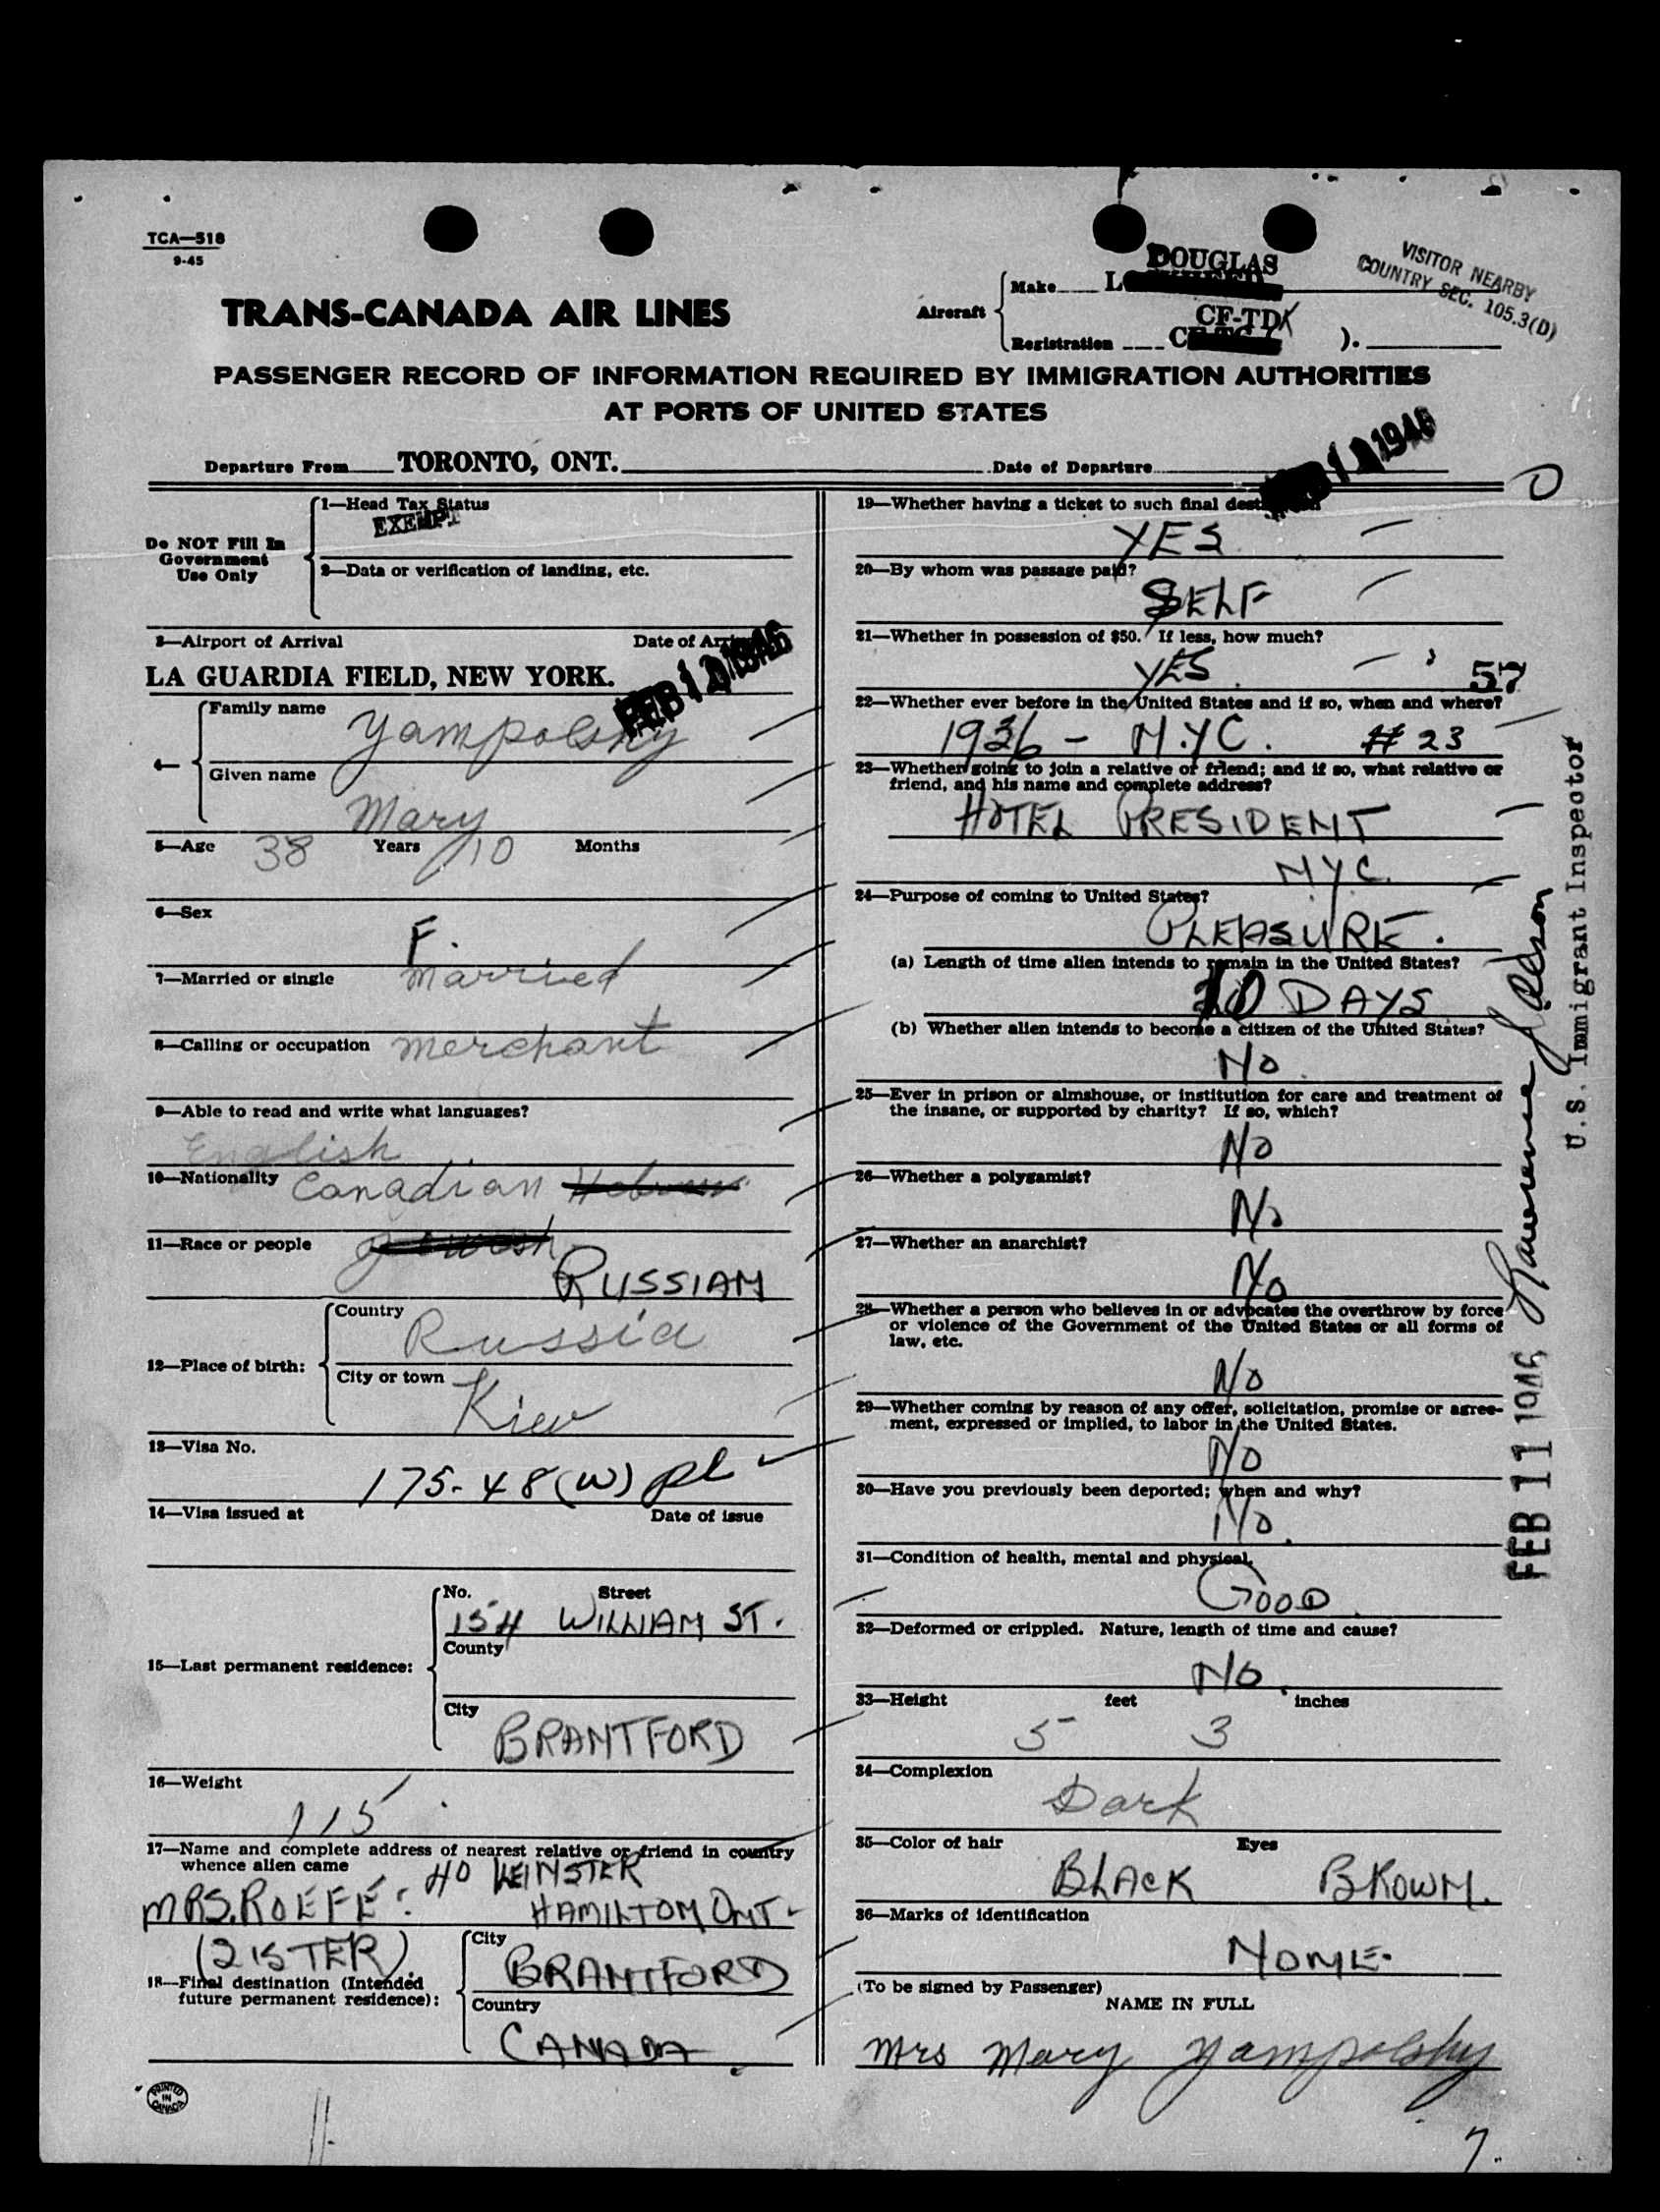 TCA—518
9-45
VISITOR NEARBY
COUNTRY SEC. 105.3(D)
TRANS-CANADA AIR LINES
Aircraft
Make
DOUGLAS
Registration
CF-TDK
).
PASSENGER RECORD OF INFORMATION REQUIRED BY IMMIGRATION AUTHORITIES
AT PORTS OF UNITED STATES
Departure From TORONTO, ONT.
Date of Departure 1946
Do NOT Fill In
Government
Use Only
1—Head Tax Status
EXEMPT
2—Data or verification of landing, etc.
3—Airport of Arrival Date of Arrival
LA GUARDIA FIELD, NEW YORK.
FEB 1946
4—
Family name
Yampolsky
Given name
Mary
5—Age 38 Years 10 Months
6—Sex
F.
7—Married or single Married
8—Calling or occupation Merchant
9—Able to read and write what languages?
English
10—Nationality Canadian Hebrew
11—Race or people Jewish
RUSSIAN
12—Place of birth:
Country
Russia
City or town
Kiev
13—Visa No.
175.48(W) pl
14—Visa issued at Date of issue
15—Last permanent residence:
No. Street
154 WILLIAM ST.
County
City
BRANTFORD
16—Weight
115
17—Name and complete address of nearest relative or friend in country
whence alien came
40 LEINSTER
MRS. ROEFE: HAMILTON ONT-
(SISTER)
18—Final destination (Intended
future permanent residence):
City
BRANTFORD
Country
CANADA
PRINTED
IN
CANADA
19—Whether having a ticket to such final destination
YES
20—By whom was passage paid?
SELF
21—Whether in possession of $50. If less, how much?
YES 57
22—Whether ever before in the United States and if so, when and where?
1936 - N.Y.C. #23
23—Whether going to join a relative or friend; and if so, what relative or
friend, and his name and complete address?
HOTEL PRESIDENT
NYC.
24—Purpose of coming to United States?
PLEASURE.
(a) Length of time alien intends to remain in the United States?
10 DAYS
(b) Whether alien intends to become a citizen of the United States?
No
25—Ever in prison or almshouse, or institution for care and treatment of
the insane, or supported by charity? If so, which?
No
26—Whether a polygamist?
No
27—Whether an anarchist?
No
28—Whether a person who believes in or advocates the overthrow by force
or violence of the Government of the United States or all forms of
law, etc.
No
29—Whether coming by reason of any offer, solicitation, promise or agree-
ment, expressed or implied, to labor in the United States.
No
30—Have you previously been deported; when and why?
No.
31—Condition of health, mental and physical.
GOOD
32—Deformed or crippled. Nature, length of time and cause?
No
33—Height feet inches
5 3
34—Complexion
Dark
35—Color of hair Eyes
BLACK BROWN.
36—Marks of identification
NONE.
(To be signed by Passenger)
NAME IN FULL
Mrs Mary Yampolsky
7.
U.S. Immigrant Inspector
FEB 11 1946